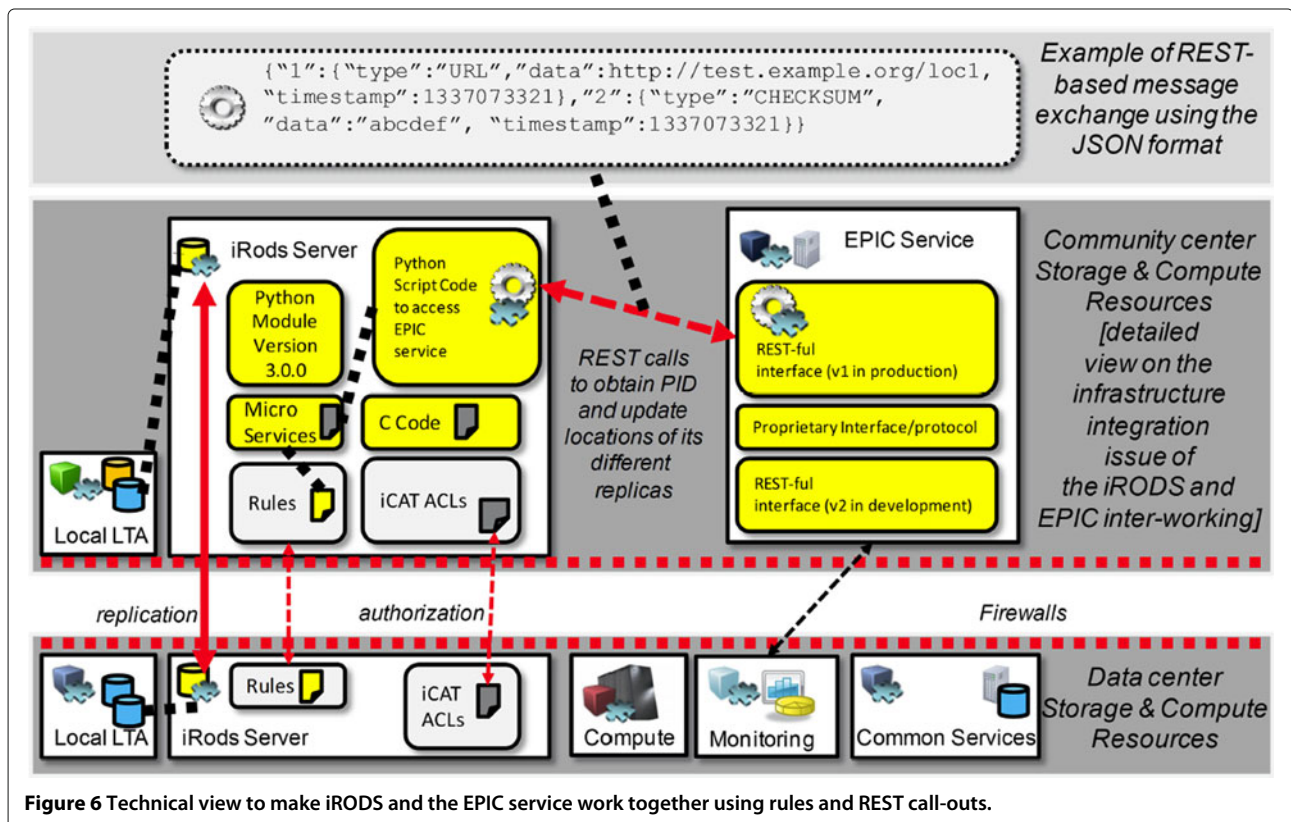 {“1”:{“type”:”URL”,”data”:http://test.example.org/loc1,
“timestamp”:1337073321},”2”:{“type”:”CHECKSUM”,
”data”:”abcdef”, “timestamp”:1337073321}}
Example of REST-
based message
exchange using the
JSON format
iRods Server
Python
Module
Version
3.0.0
Python
Script Code
to access
EPIC
service
Micro
Services
C Code
Rules
iCAT ACLs
Local LTA
REST calls
to obtain PID
and update
locations of its
different
replicas
EPIC Service
REST-ful
interface (v1 in production)
Proprietary Interface/protocol
REST-ful
interface (v2 in development)
Community center
Storage & Compute
Resources
[detailed
view on the
infrastructure
integration
issue of
the iRODS and
EPIC inter-working]
replication
authorization
Firewalls
Local LTA
iRods Server
Rules
iCAT
ACLs
Compute
Monitoring
Common Services
Data center
Storage & Compute
Resources
Figure 6 Technical view to make iRODS and the EPIC service work together using rules and REST call-outs.